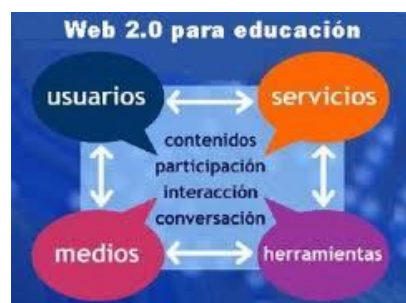 Web 2.0 para educación
usuarios
servicios
contenidos
participación
interacción
conversación
medios
herramientas